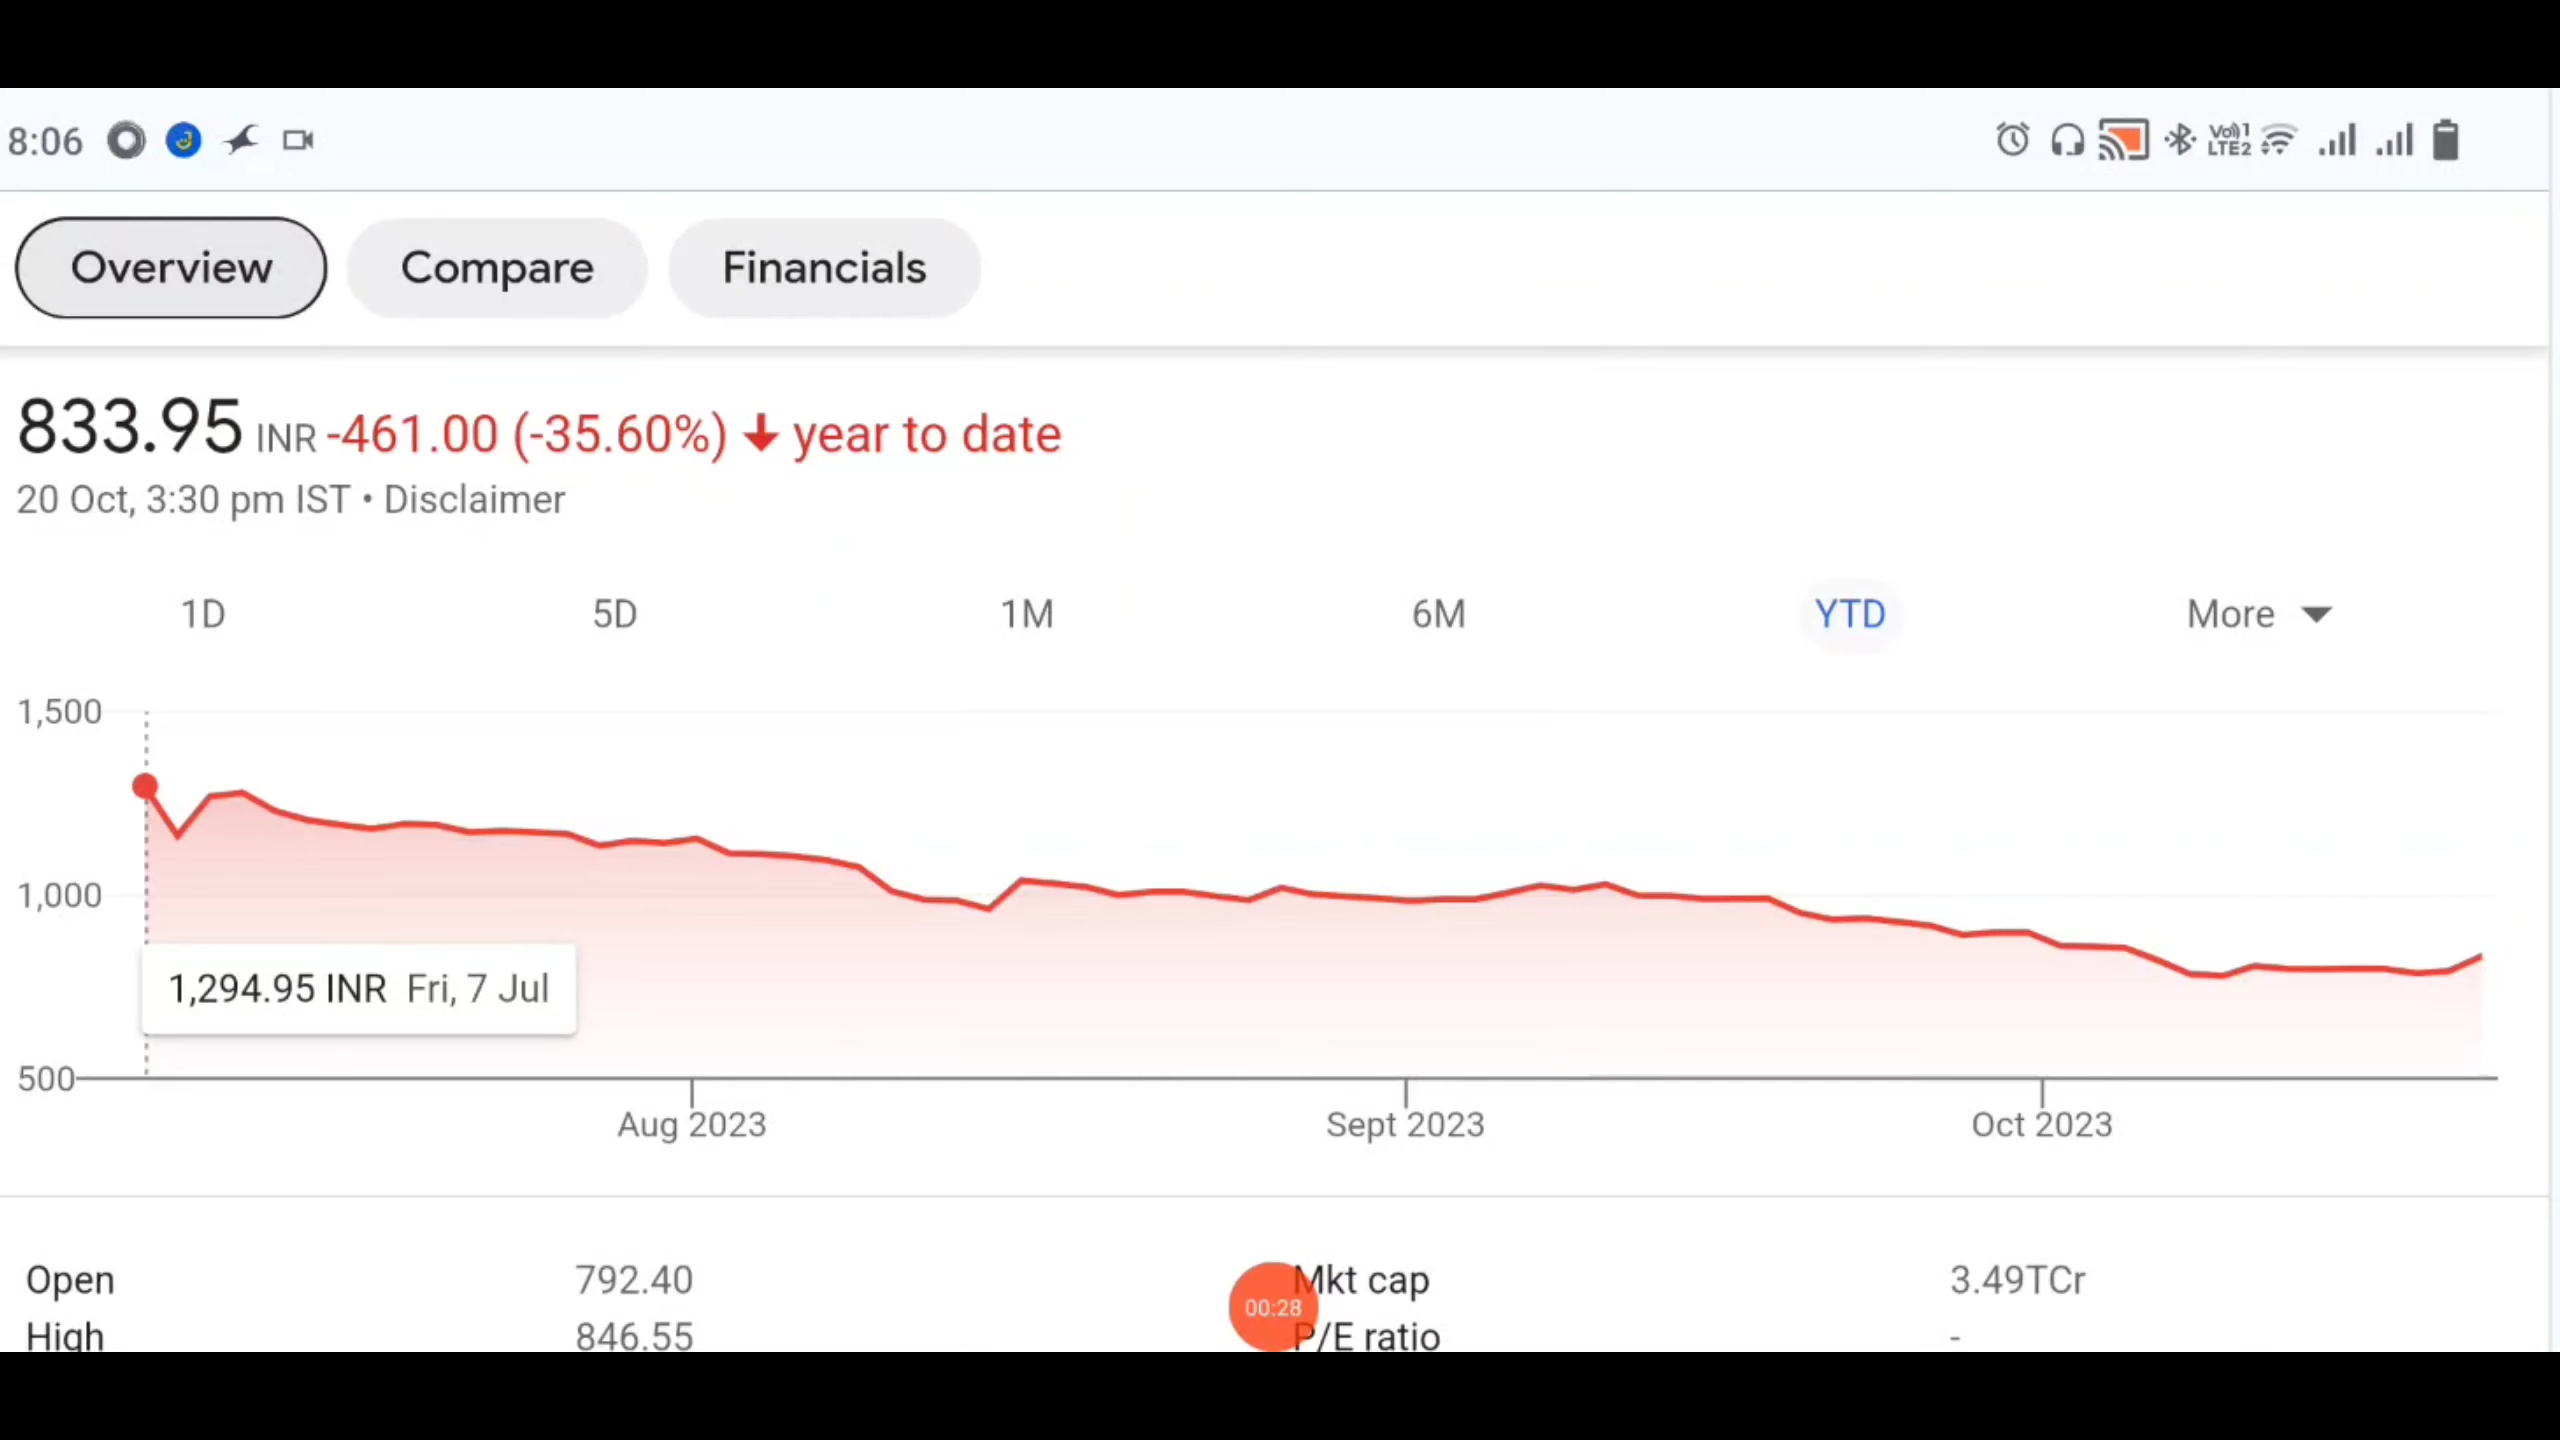 8:06 Vo))1 LTE2
Overview Compare Financials
833.95 INR -461.00 (-35.60%) ↓ year to date
20 Oct, 3:30 pm IST • Disclaimer
1D 5D 1M 6M YTD More
1,500
1,000
1,294.95 INR Fri, 7 Jul
500
Aug 2023 Sept 2023 Oct 2023
Open 792.40 Mkt cap 3.49TCr
00:28
High 846.55 P/E ratio -